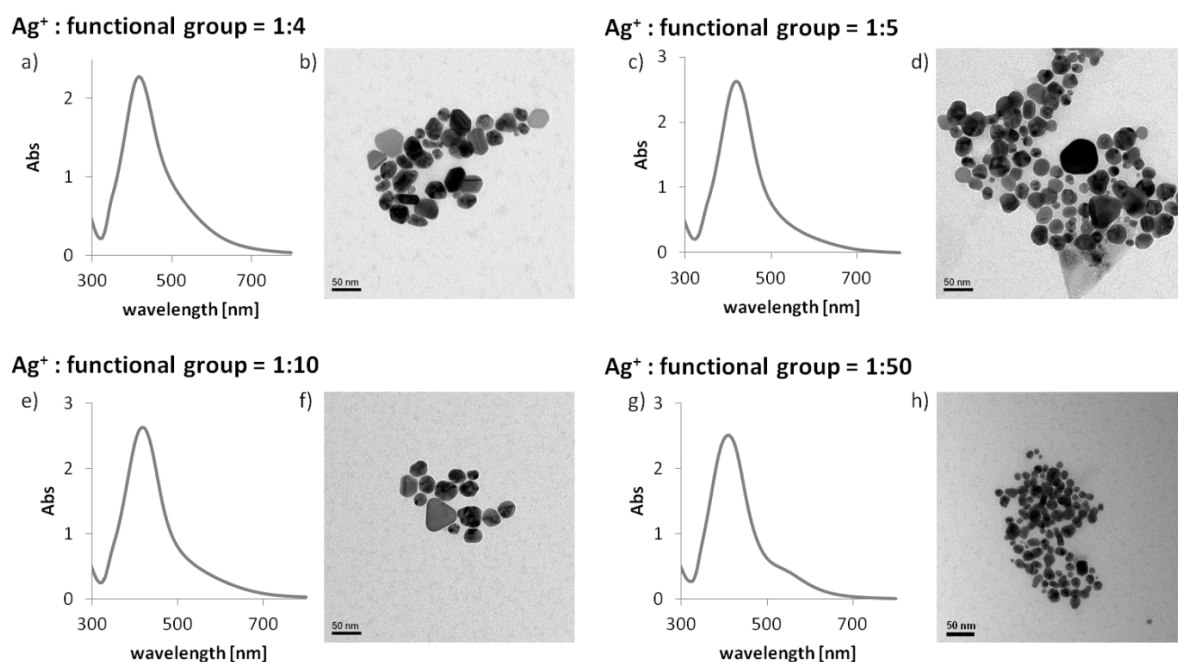 Ag⁺ : functional group = 1:4
Ag⁺ : functional group = 1:5
a)
b)
c)
d)
2
1
0
Abs
300
500
700
wavelength [nm]
50 nm
3
2
1
0
Abs
300
500
700
wavelength [nm]
50 nm
Ag⁺ : functional group = 1:10
Ag⁺ : functional group = 1:50
e)
f)
g)
h)
3
2
1
0
Abs
300
500
700
wavelength [nm]
50 nm
3
2
1
0
Abs
300
500
700
wavelength [nm]
50 nm